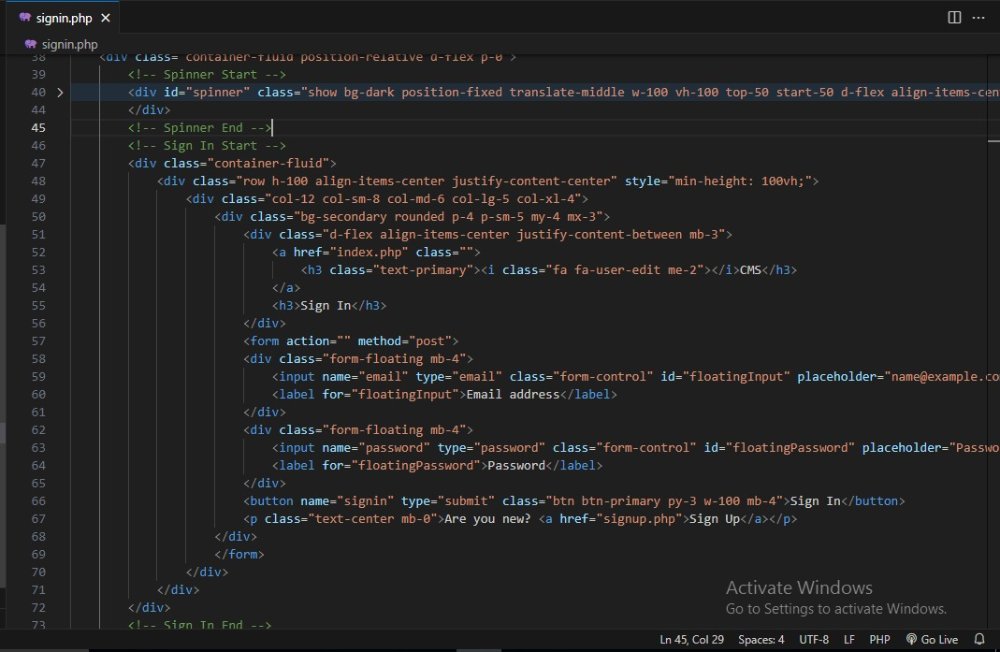 signin.php
signin.php
38 <div class="container-fluid position-relative d-flex p-0">
39 <!-- Spinner Start -->
40 <div id="spinner" class="show bg-dark position-fixed translate-middle w-100 vh-100 top-50 start-50 d-flex align-items-cen
44 </div>
45 <!-- Spinner End -->
46 <!-- Sign In Start -->
47 <div class="container-fluid">
48 <div class="row h-100 align-items-center justify-content-center" style="min-height: 100vh;">
49 <div class="col-12 col-sm-8 col-md-6 col-lg-5 col-xl-4">
50 <div class="bg-secondary rounded p-4 p-sm-5 my-4 mx-3">
51 <div class="d-flex align-items-center justify-content-between mb-3">
52 <a href="index.php" class="">
53 <h3 class="text-primary"><i class="fa fa-user-edit me-2"></i>CMS</h3>
54 </a>
55 <h3>Sign In</h3>
56 </div>
57 <form action="" method="post">
58 <div class="form-floating mb-4">
59 <input name="email" type="email" class="form-control" id="floatingInput" placeholder="name@example.co
60 <label for="floatingInput">Email address</label>
61 </div>
62 <div class="form-floating mb-4">
63 <input name="password" type="password" class="form-control" id="floatingPassword" placeholder="Passwo
64 <label for="floatingPassword">Password</label>
65 </div>
66 <button name="signin" type="submit" class="btn btn-primary py-3 w-100 mb-4">Sign In</button>
67 <p class="text-center mb-0">Are you new? <a href="signup.php">Sign Up</a></p>
68 </div>
69 </form>
70 </div>
71 </div>
72 </div>
73 <!-- Sign In End -->
Activate Windows
Go to Settings to activate Windows.
Ln 45, Col 29 Spaces: 4 UTF-8 LF PHP Go Live